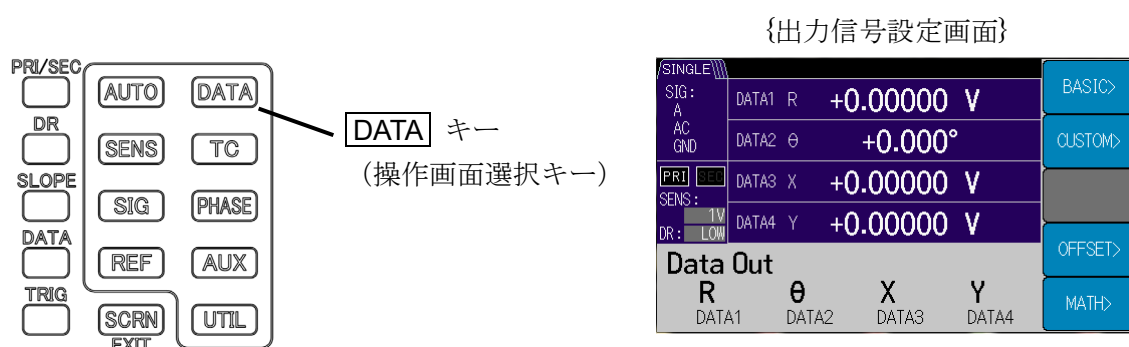 {出力信号設定画面}
PRI/SEC
AUTO DATA
DR
SENS TC
SLOPE
SIG PHASE
DATA
REF AUX
TRIG
SCRN UTIL
EXIT
DATA キー
(操作画面選択キー)
SINGLE
SIG:
A
AC
GND
PRI SEC
SENS:
1V
DR: LOW
DATA1 R +0.00000 V
DATA2 θ +0.000°
DATA3 X +0.00000 V
DATA4 Y +0.00000 V
Data Out
R θ X Y
DATA1 DATA2 DATA3 DATA4
BASIC>
CUSTOM>
OFFSET>
MATH>